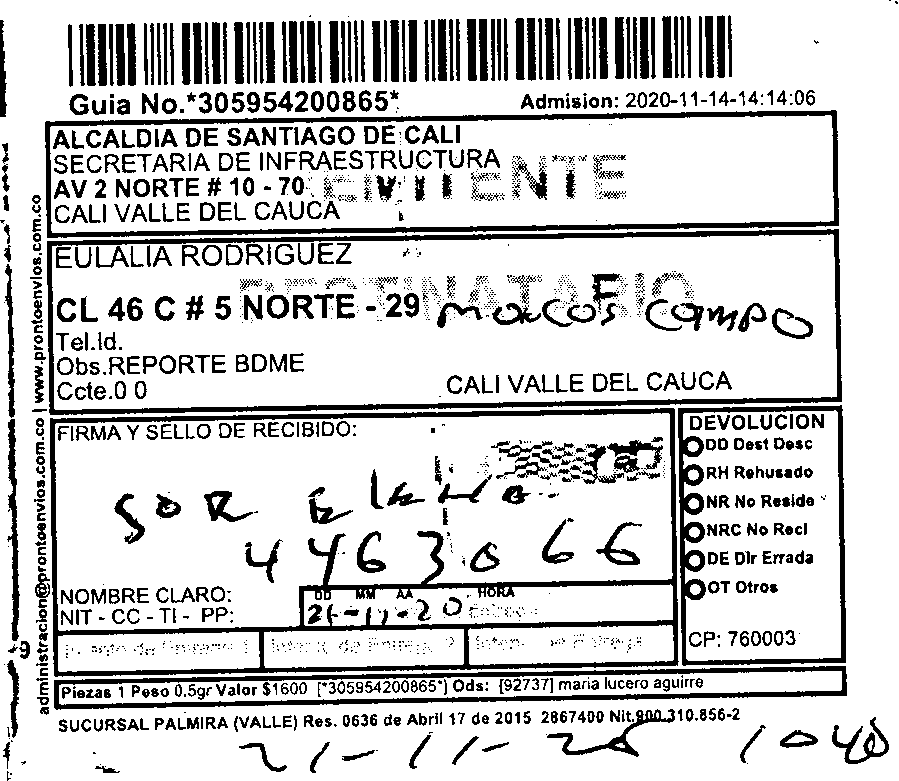 Guia No.*305954200865*
Admision: 2020-11-14-14:14:06
ALCALDIA DE SANTIAGO DE CALI
SECRETARIA DE INFRAESTRUCTURA
AV 2 NORTE # 10 - 70
CALI VALLE DEL CAUCA
EULALIA RODRIGUEZ
DESTINATARIO
CL 46 C # 5 NORTE - 29
Campo
Tel.Id.
Obs.REPORTE BDME
Ccte.0 0
CALI VALLE DEL CAUCA
FIRMA Y SELLO DE RECIBIDO:
SOR Elena
4463066
NOMBRE CLARO:
NIT - CC - TI - PP:
DD MM AA HORA
21-11-20 Entrega
DEVOLUCION
DD Dest Desc
RH Rehusado
NR No Reside
NRC No Recl
DE Dir Errada
OT Otros
CP: 760003
Piezas 1 Peso 0.5gr Valor $1600 [*305954200865*] Ods: [92737] maria lucero aguirre
SUCURSAL PALMIRA (VALLE) Res. 0636 de Abril 17 de 2015 2867400 Nit.900.310.856-2
21-11-20
administracion@prontoenvios.com.co | www.prontoenvios.com.co